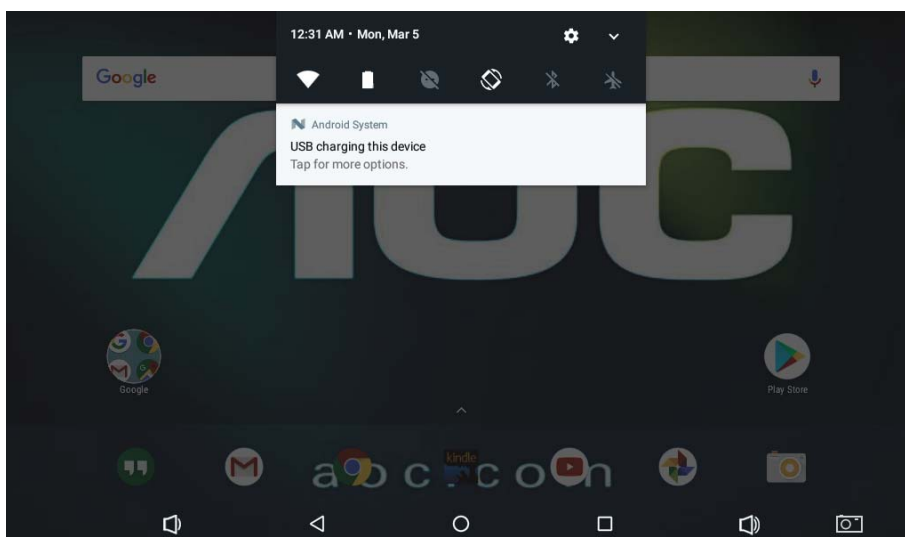 12:31 AM • Mon, Mar 5
Google
Android System
USB charging this device
Tap for more options.
AOC
Google
Play Store
kindle
aoc.com